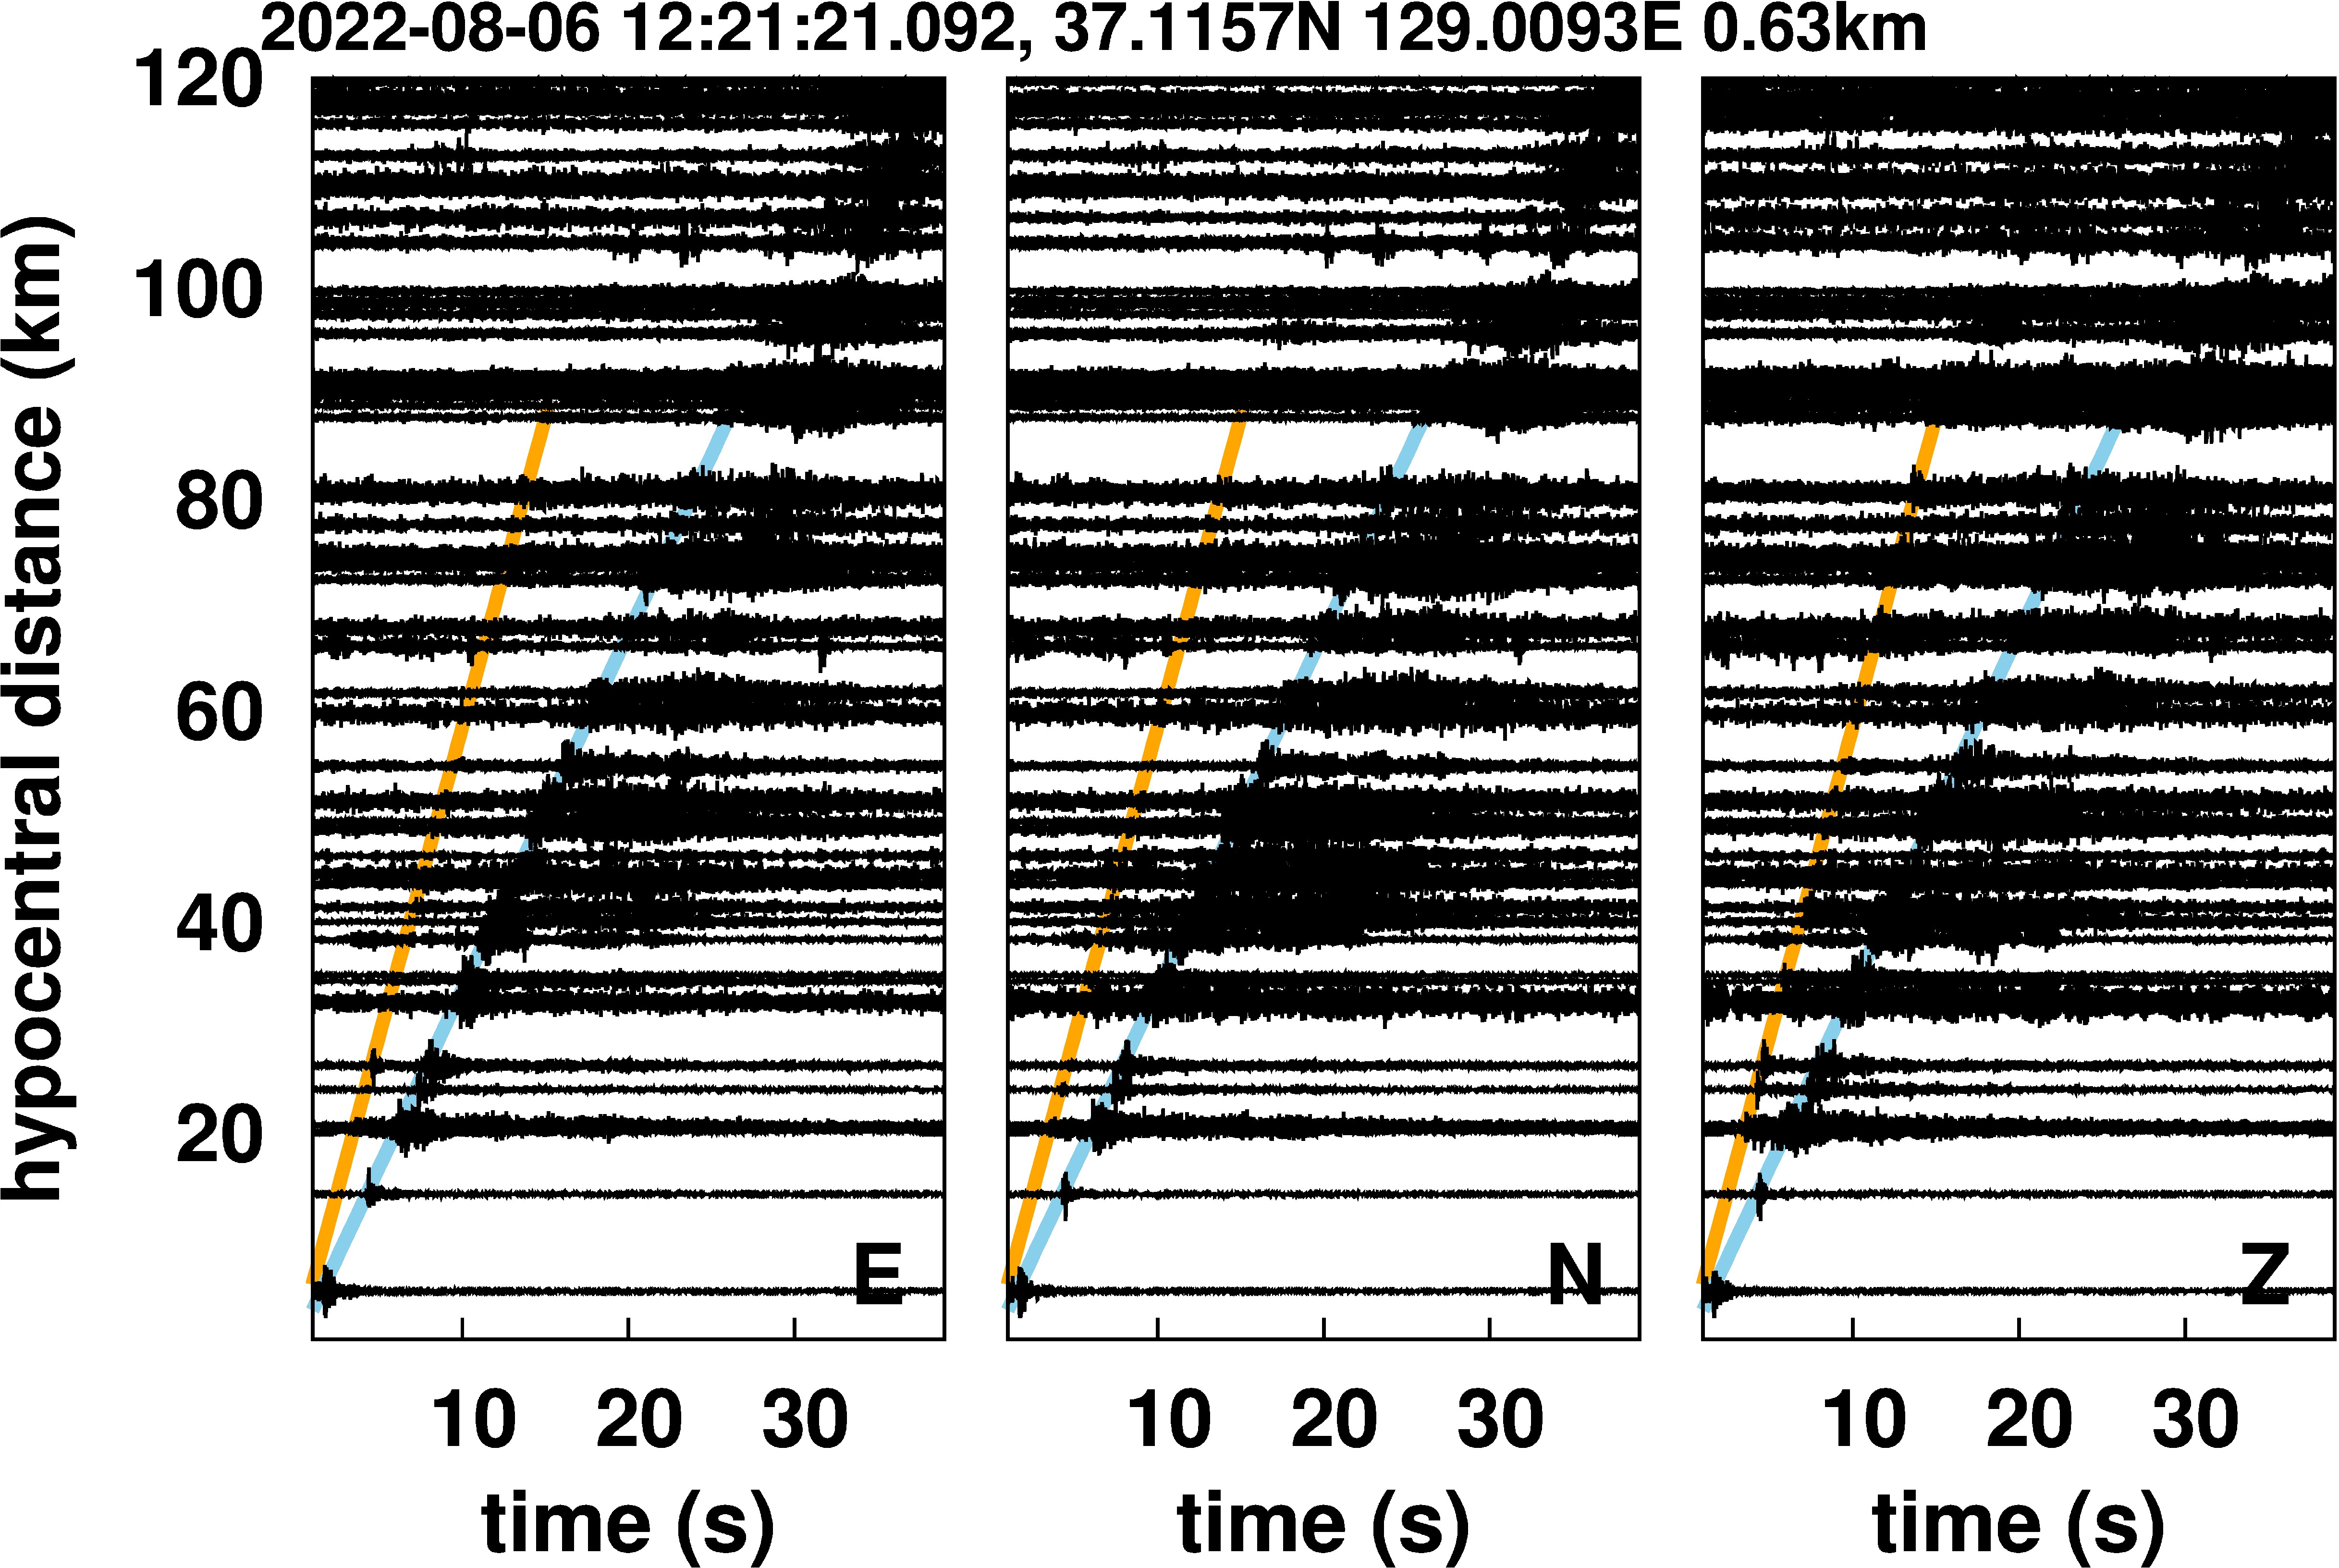 2022-08-06 12:21:21.092, 37.1157N 129.0093E 0.63km
hypocentral distance (km)
120
100
80
60
40
20
E
N
Z
10 20 30
10 20 30
10 20 30
time (s)
time (s)
time (s)